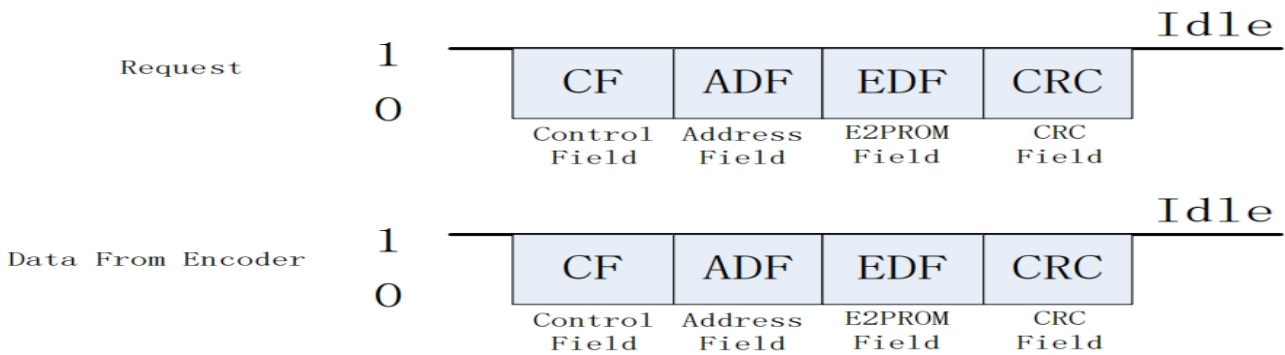 Idle
Request
1
0
CF
ADF
EDF
CRC
Control Field
Address Field
E2PROM Field
CRC Field
Idle
Data From Encoder
1
0
CF
ADF
EDF
CRC
Control Field
Address Field
E2PROM Field
CRC Field